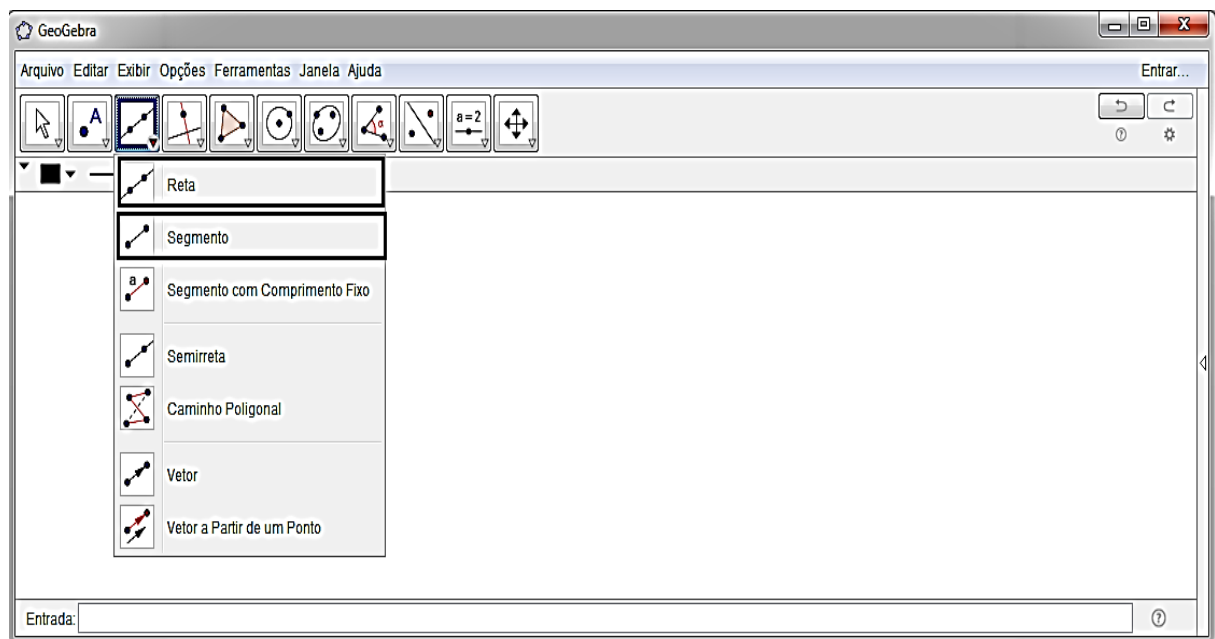 GeoGebra
Arquivo Editar Exibir Opções Ferramentas Janela Ajuda Entrar...
A α a=2
Reta
Segmento
a
Segmento com Comprimento Fixo
Semirreta
Caminho Poligonal
Vetor
Vetor a Partir de um Ponto
Entrada: